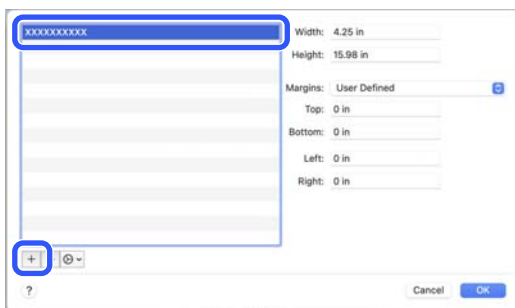 XXXXXXXXXX
Width: 4.25 in
Height: 15.98 in
Margins: User Defined
Top: 0 in
Bottom: 0 in
Left: 0 in
Right: 0 in
+
?
Cancel OK